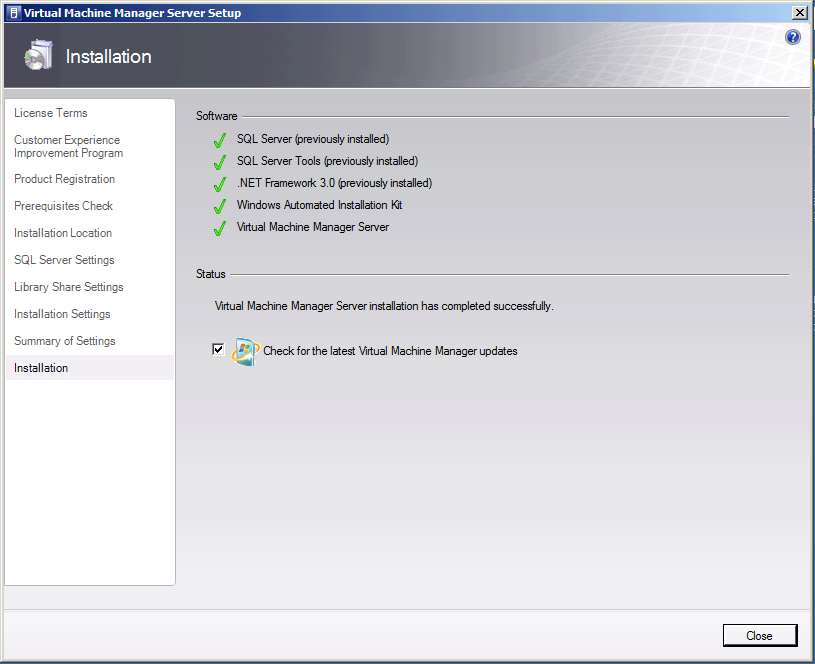 Virtual Machine Manager Server Setup
Installation
License Terms
Customer Experience
Improvement Program
Product Registration
Prerequisites Check
Installation Location
SQL Server Settings
Library Share Settings
Installation Settings
Summary of Settings
Installation
Software
SQL Server (previously installed)
SQL Server Tools (previously installed)
.NET Framework 3.0 (previously installed)
Windows Automated Installation Kit
Virtual Machine Manager Server
Status
Virtual Machine Manager Server installation has completed successfully.
Check for the latest Virtual Machine Manager updates
Close